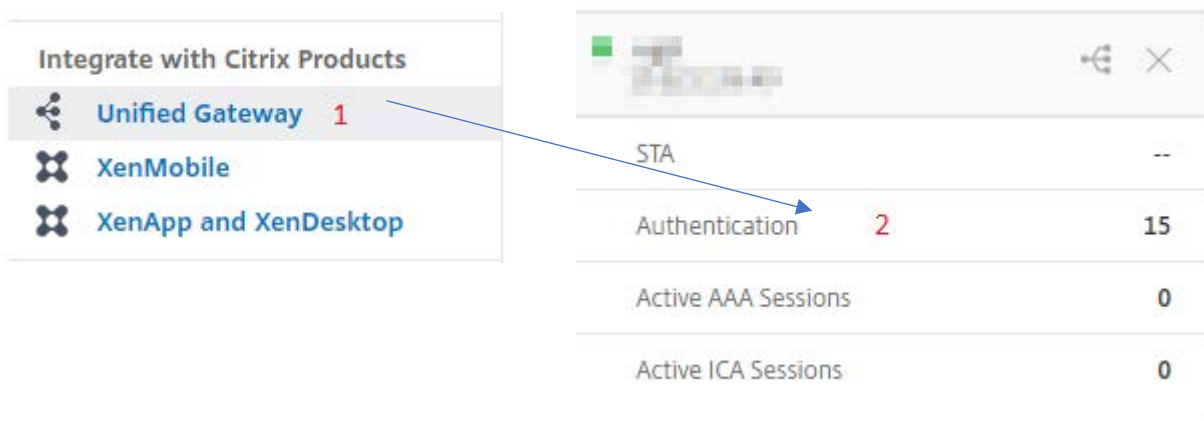 Integrate with Citrix Products
Unified Gateway 1
XenMobile
XenApp and XenDesktop
STA --
Authentication 2 15
Active AAA Sessions 0
Active ICA Sessions 0